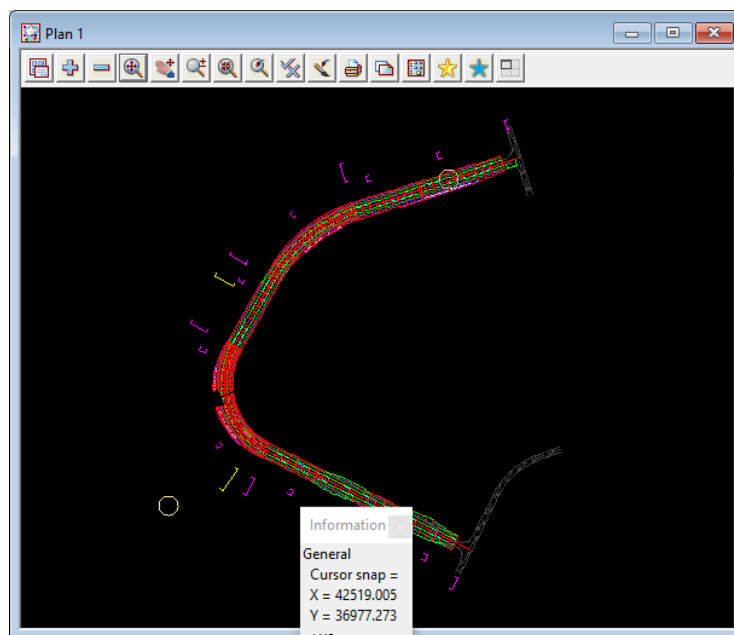 Plan 1
Information
General
Cursor snap =
X = 42519.005
Y = 36977.273